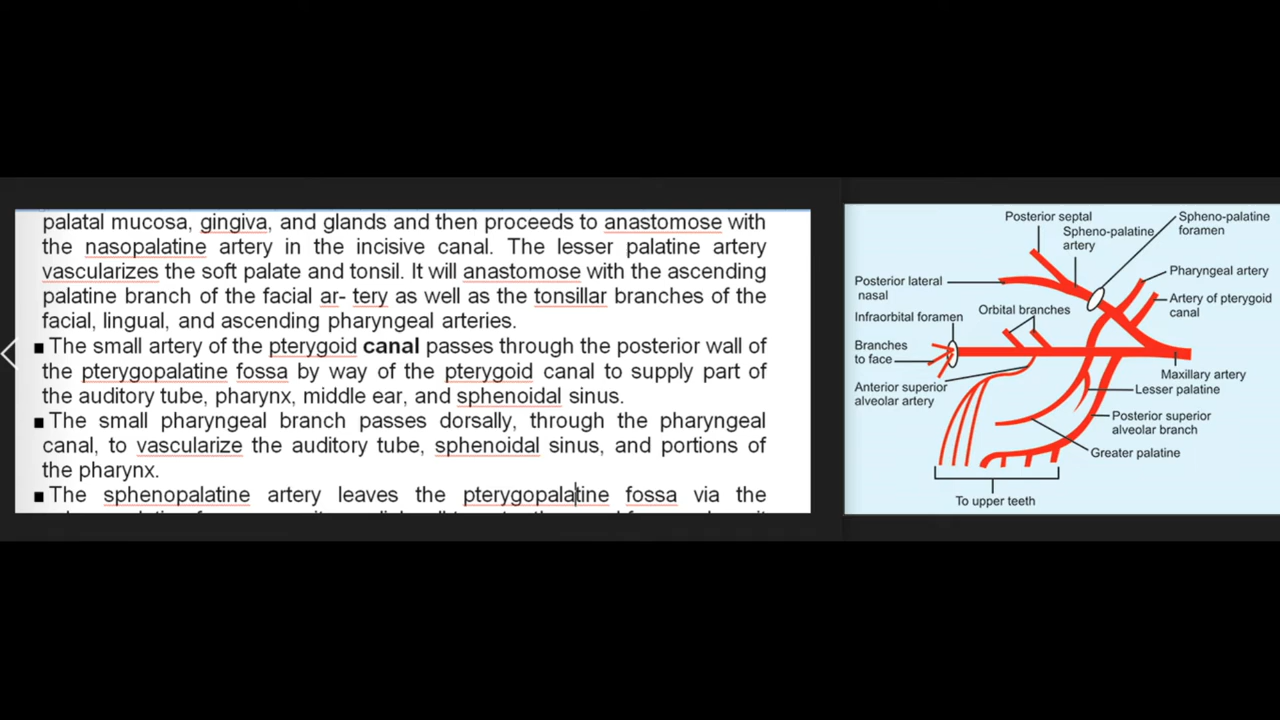 palatal mucosa, gingiva, and glands and then proceeds to anastomose with
the nasopalatine artery in the incisive canal. The lesser palatine artery
vascularizes the soft palate and tonsil. It will anastomose with the ascending
palatine branch of the facial ar- tery as well as the tonsillar branches of the
facial, lingual, and ascending pharyngeal arteries.
■ The small artery of the pterygoid canal passes through the posterior wall of
the pterygopalatine fossa by way of the pterygoid canal to supply part of
the auditory tube, pharynx, middle ear, and sphenoidal sinus.
■ The small pharyngeal branch passes dorsally, through the pharyngeal
canal, to vascularize the auditory tube, sphenoidal sinus, and portions of
the pharynx.
■ The sphenopalatine artery leaves the pterygopalatine fossa via the
Posterior septal
Spheno-palatine
artery
Spheno-palatine
foramen
Pharyngeal artery
Posterior lateral
nasal
Artery of pterygoid
canal
Orbital branches
Infraorbital foramen
Branches
to face
Maxillary artery
Anterior superior
alveolar artery
Lesser palatine
Posterior superior
alveolar branch
Greater palatine
To upper teeth